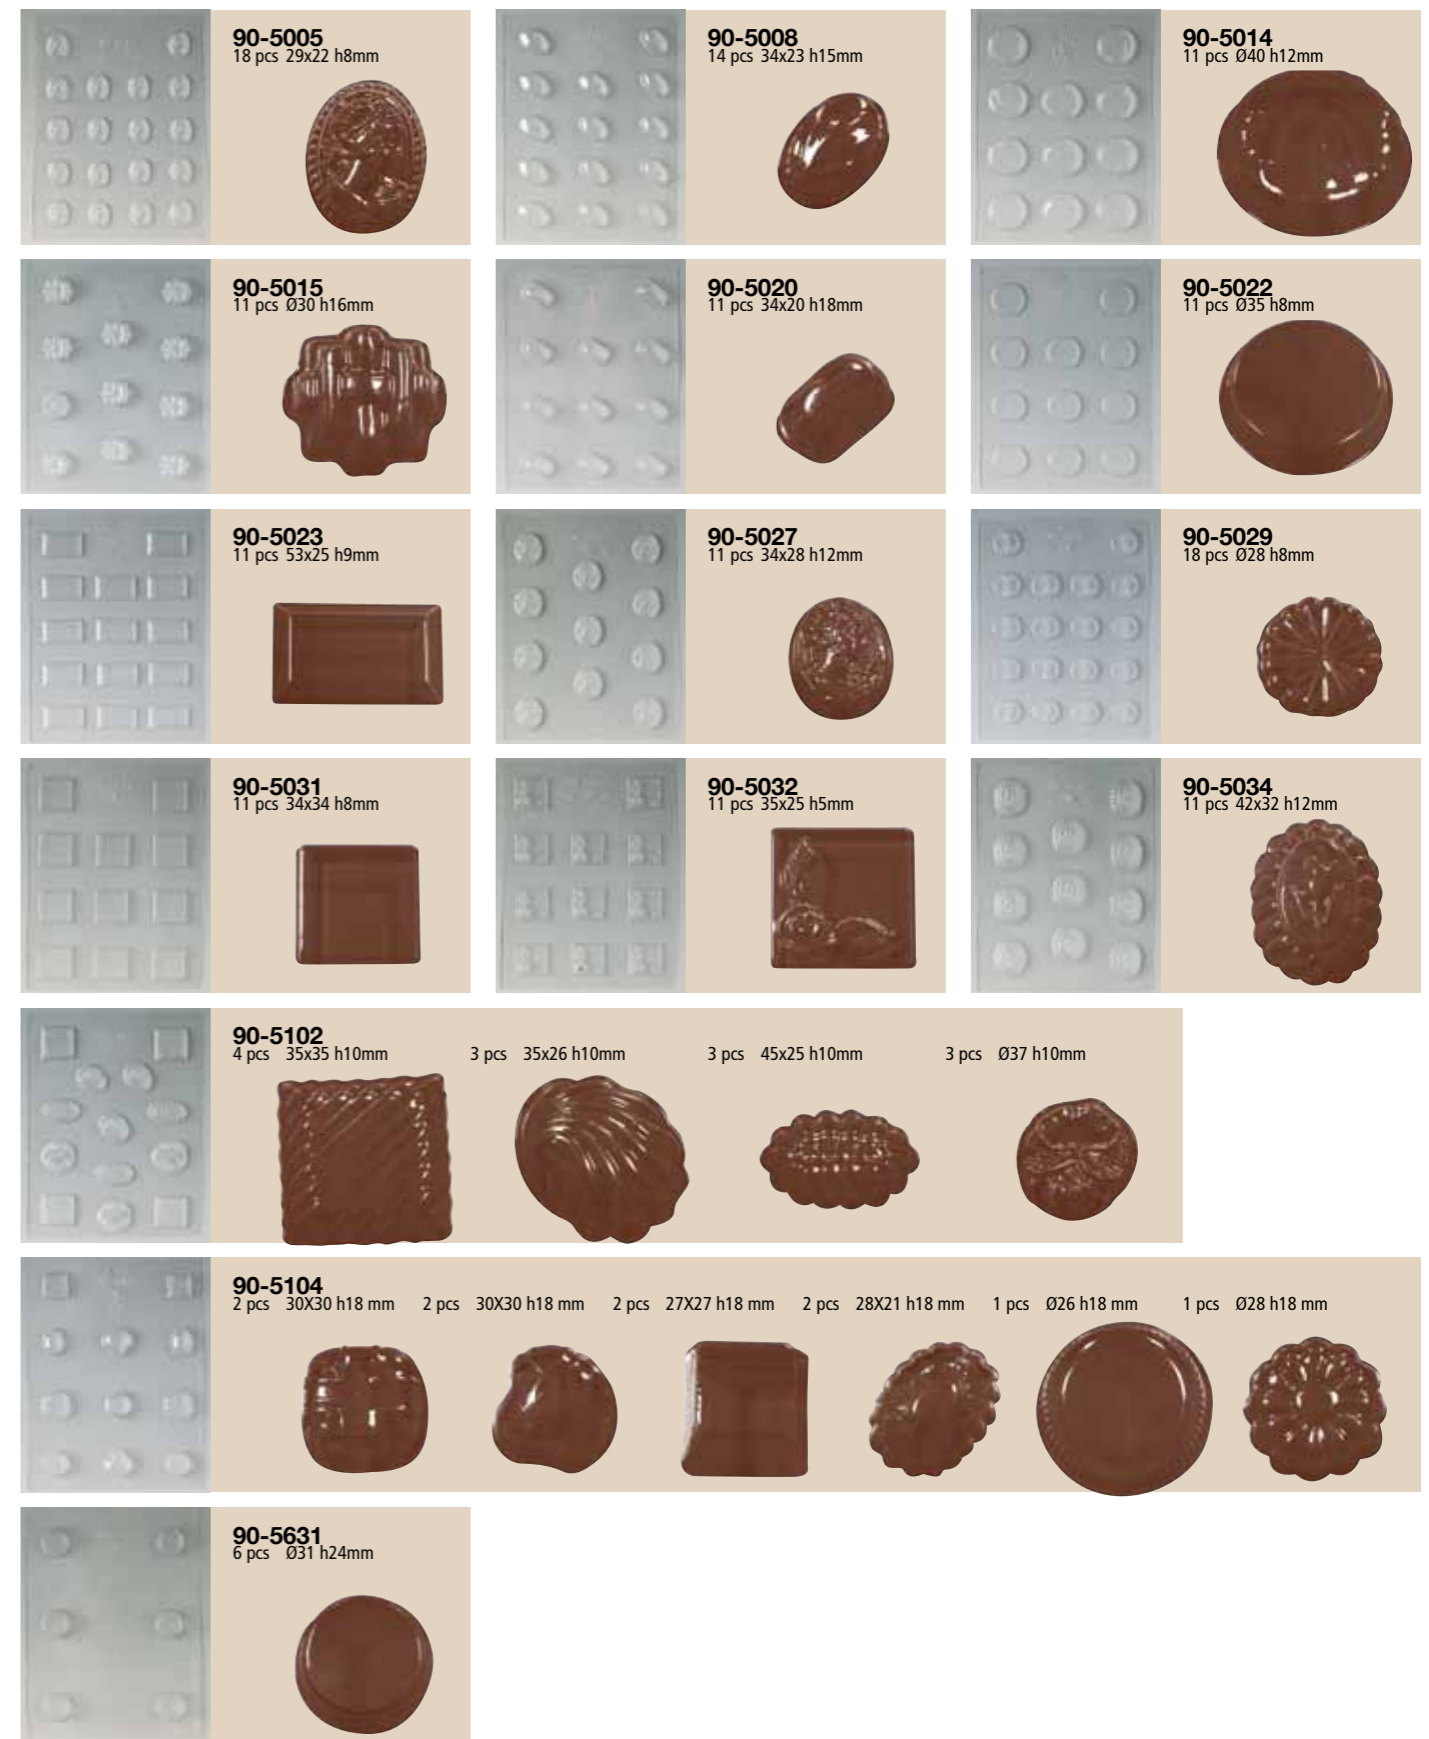 90-5005
18 pcs 29x22 h8mm
90-5008
14 pcs 34x23 h15mm
90-5014
11 pcs Ø40 h12mm
90-5015
11 pcs Ø30 h16mm
90-5020
11 pcs 34x20 h18mm
90-5022
11 pcs Ø35 h8mm
90-5023
11 pcs 53x25 h9mm
90-5027
11 pcs 34x28 h12mm
90-5029
18 pcs Ø28 h8mm
90-5031
11 pcs 34x34 h8mm
90-5032
11 pcs 35x25 h5mm
90-5034
11 pcs 42x32 h12mm
90-5102
4 pcs 35x35 h10mm 3 pcs 35x26 h10mm 3 pcs 45x25 h10mm 3 pcs Ø37 h10mm
90-5104
2 pcs 30X30 h18 mm 2 pcs 30X30 h18 mm 2 pcs 27X27 h18 mm 2 pcs 28X21 h18 mm 1 pcs Ø26 h18 mm 1 pcs Ø28 h18 mm
90-5631
6 pcs Ø31 h24mm